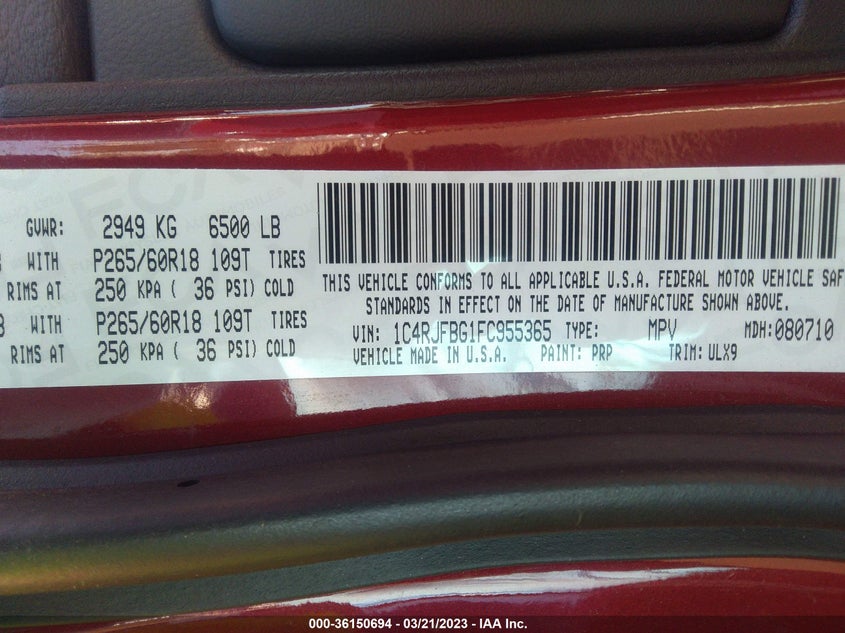 GVWR: 2949 KG 6500 LB
WITH P265/60R18 109T TIRES
RIMS AT 250 KPA ( 36 PSI) COLD
WITH P265/60R18 109T TIRES
RIMS AT 250 KPA ( 36 PSI) COLD
THIS VEHICLE CONFORMS TO ALL APPLICABLE U.S.A. FEDERAL MOTOR VEHICLE SAF
STANDARDS IN EFFECT ON THE DATE OF MANUFACTURE SHOWN ABOVE.
VIN: 1C4RJFBG1FC955365 TYPE: MPV MDH:080710
VEHICLE MADE IN U.S.A. PAINT: PRP TRIM: ULX9
000-36150694 / 03/21/2023 - IAA Inc.